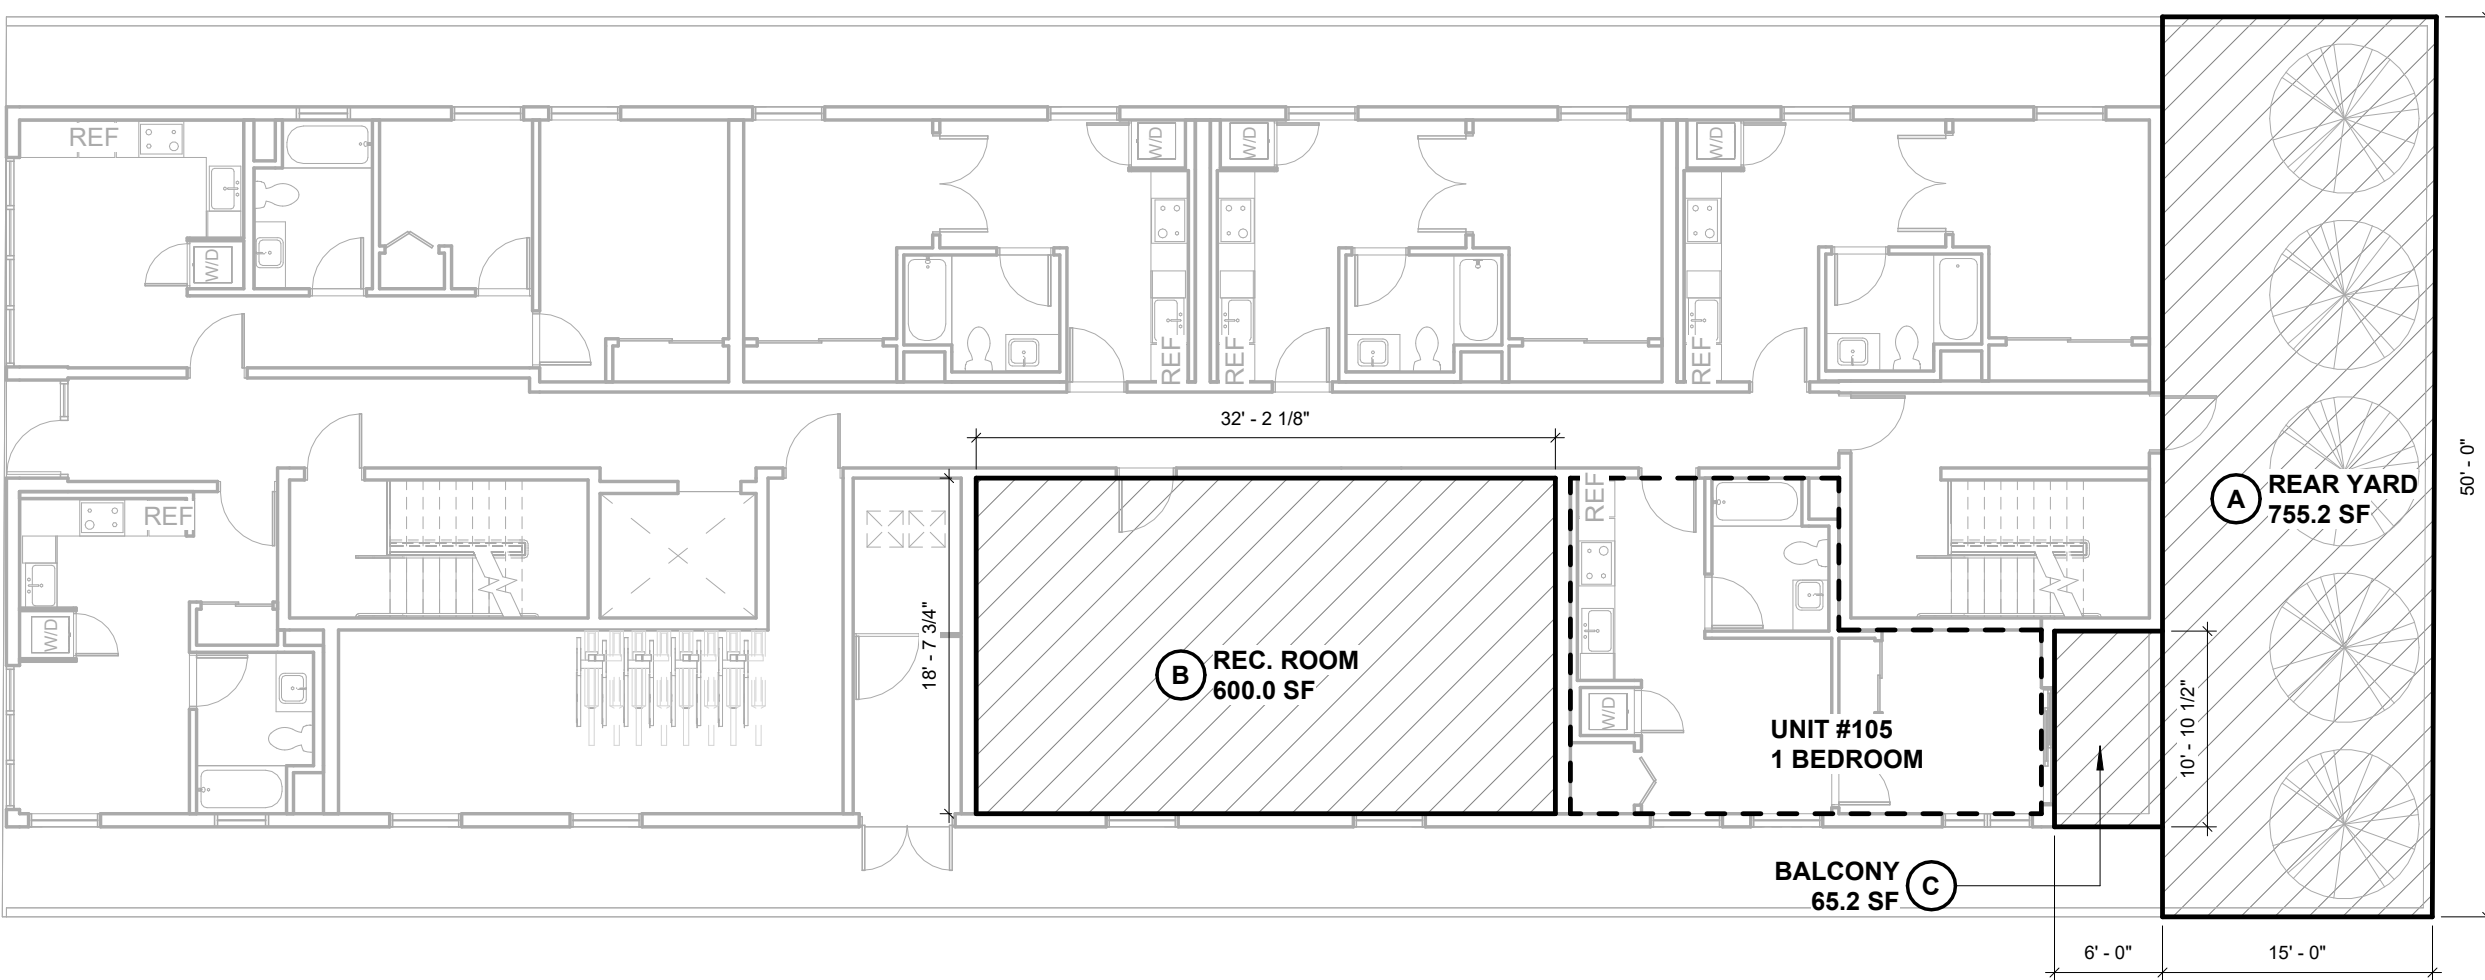 REF
W/D
W/D
W/D
W/D
REF
REF
REF
32' - 2 1/8"
50' - 0"
REF
REF
A
REAR YARD
755.2 SF
18' - 7 3/4"
W/D
B
REC. ROOM
600.0 SF
W/D
UNIT #105
1 BEDROOM
10' - 10 1/2"
BALCONY
65.2 SF
C
6' - 0"
15' - 0"